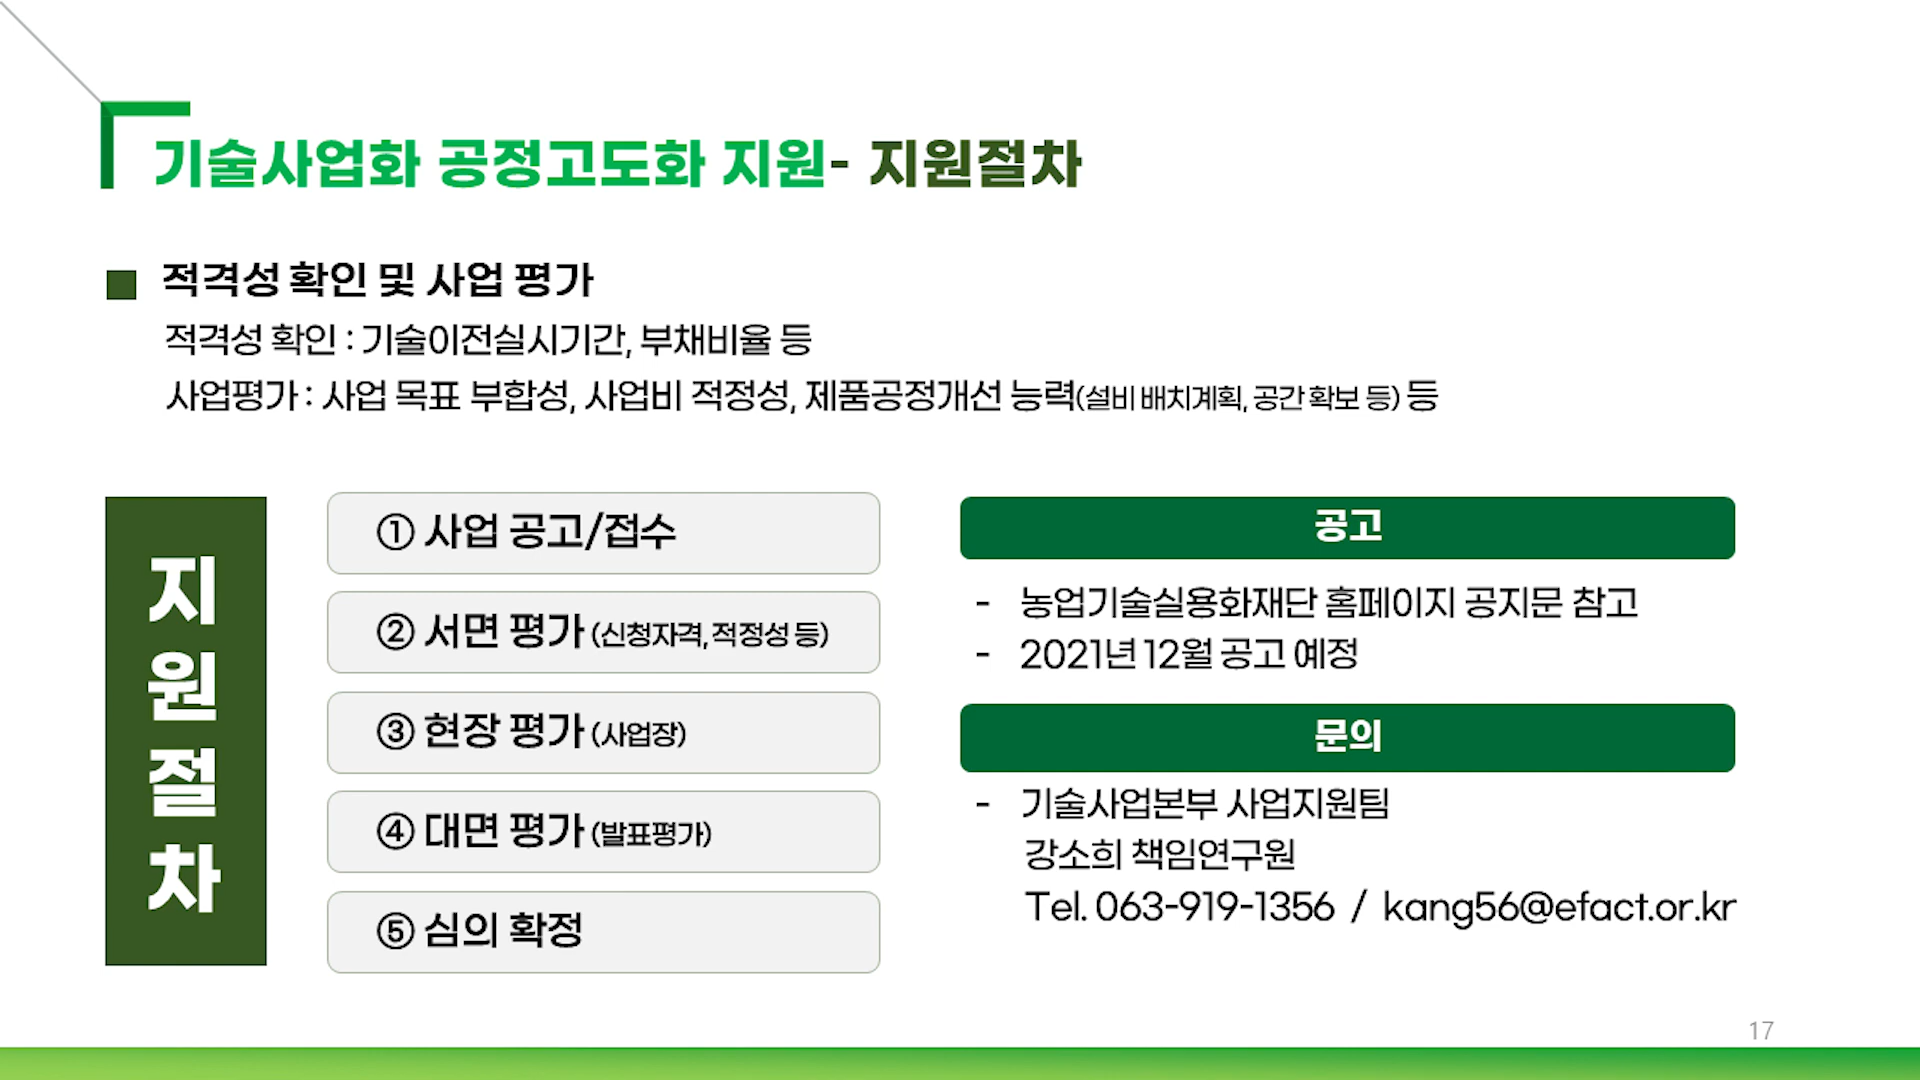 기술사업화 공정고도화 지원- 지원절차
적격성 확인 및 사업 평가
적격성 확인 : 기술이전실시기간, 부채비율 등
사업평가 : 사업 목표 부합성, 사업비 적정성, 제품공정개선 능력(설비 배치계획, 공간 확보 등) 등
지
원
절
차
① 사업 공고/접수
② 서면 평가 (신청자격, 적정성 등)
③ 현장 평가 (사업장)
④ 대면 평가 (발표평가)
⑤ 심의 확정
공고
- 농업기술실용화재단 홈페이지 공지문 참고
- 2021년 12월 공고 예정
문의
- 기술사업본부 사업지원팀
강소희 책임연구원
Tel. 063-919-1356 / kang56@efact.or.kr
17